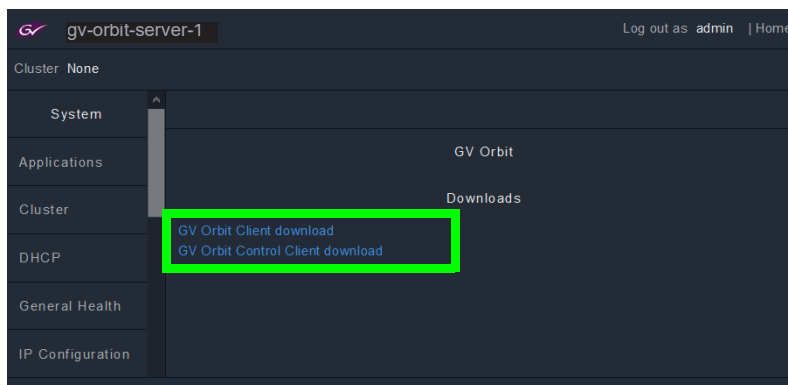 GV gv-orbit-server-1 Log out as admin | Home
Cluster None
System
GV Orbit
Applications
Downloads
Cluster
GV Orbit Client download
GV Orbit Control Client download
DHCP
General Health
IP Configuration